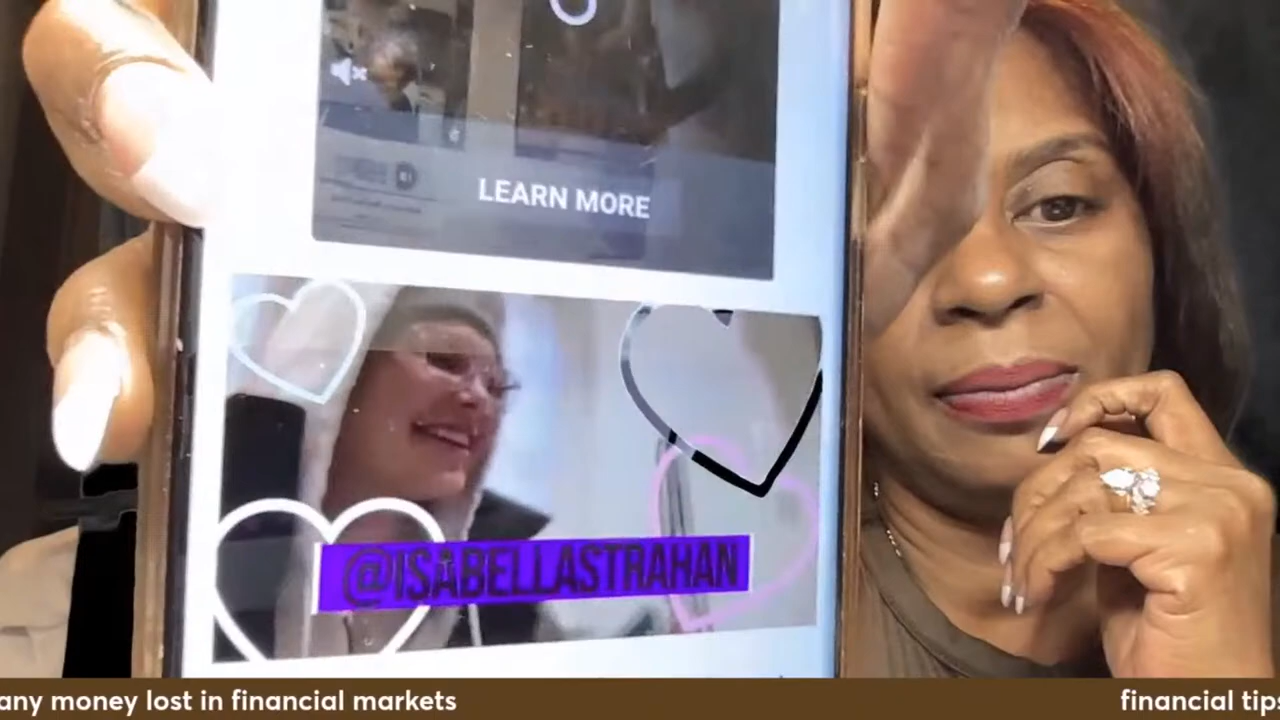 LEARN MORE
@ISABELLASTRAHAN
any money lost in financial markets
financial tips